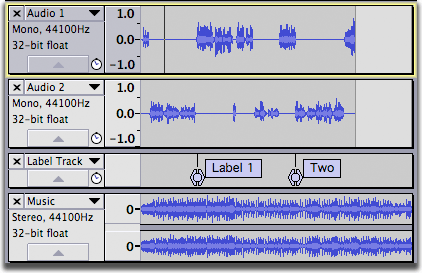 Audio 1
1.0
Mono, 44100Hz
0.0
32-bit float
-1.0
Audio 2
1.0
Mono, 44100Hz
0.0
32-bit float
-1.0
Label Track
Label 1
Two
Music
Stereo, 44100Hz
0-
32-bit float
0-